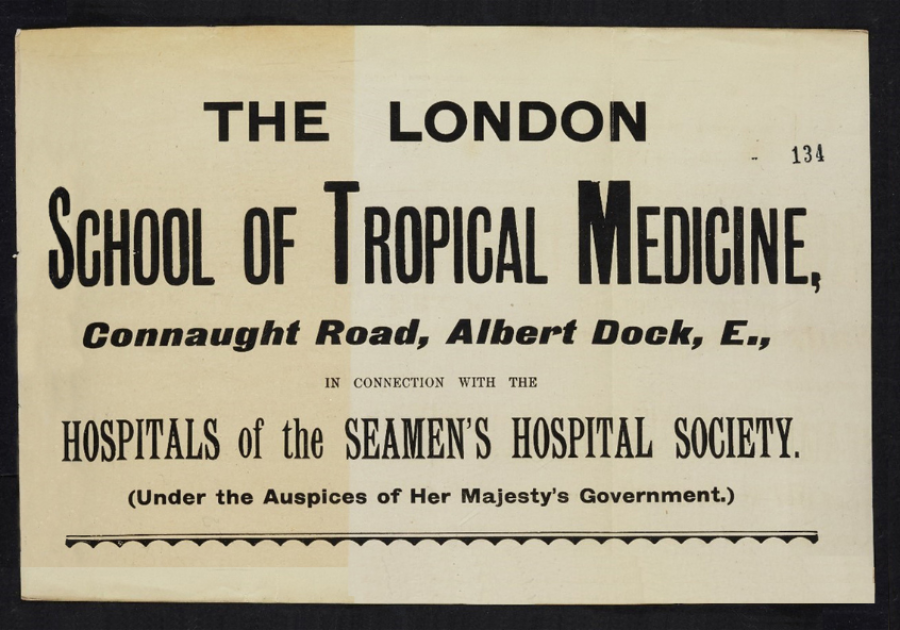 THE LONDON
134
SCHOOL OF TROPICAL MEDICINE,
Connaught Road, Albert Dock, E.,
IN CONNECTION WITH THE
HOSPITALS of the SEAMEN'S HOSPITAL SOCIETY.
(Under the Auspices of Her Majesty's Government.)